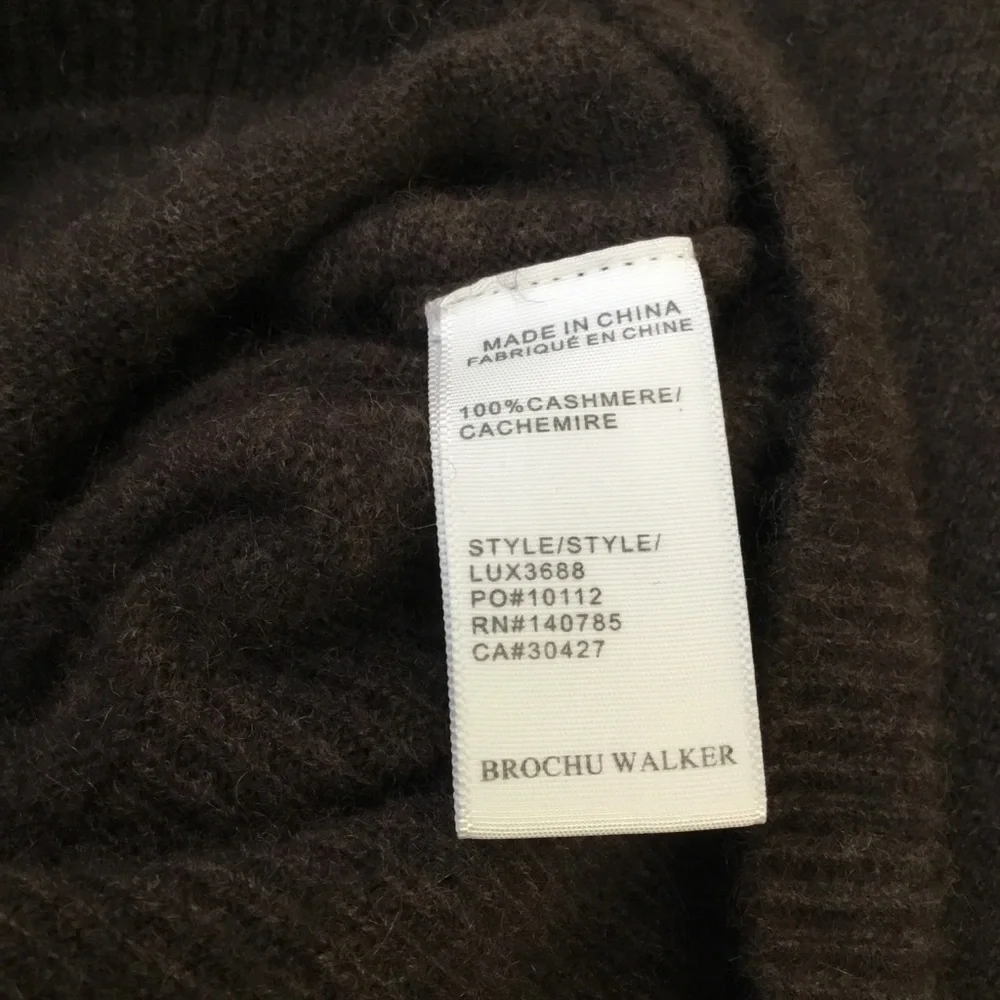 MADE IN CHINA
FABRIQUÉ EN CHINE
100%CASHMERE/
CACHEMIRE
STYLE/STYLE/
LUX3688
PO#10112
RN#140785
CA#30427
BROCHU WALKER